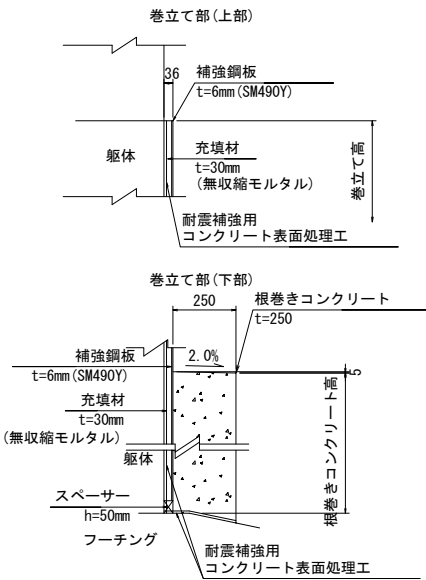 巻立て部(上部)
36
補強鋼板
t=6mm(SM490Y)
躯体
充填材
t=30mm
(無収縮モルタル)
巻立て高
耐震補強用
コンクリート表面処理工
巻立て部(下部)
250
根巻きコンクリート
t=250
補強鋼板
t=6mm(SM490Y)
2.0%
5
充填材
t=30mm
(無収縮モルタル)
躯体
根巻きコンクリート高
スペーサー
h=50mm
フーチング
耐震補強用
コンクリート表面処理工